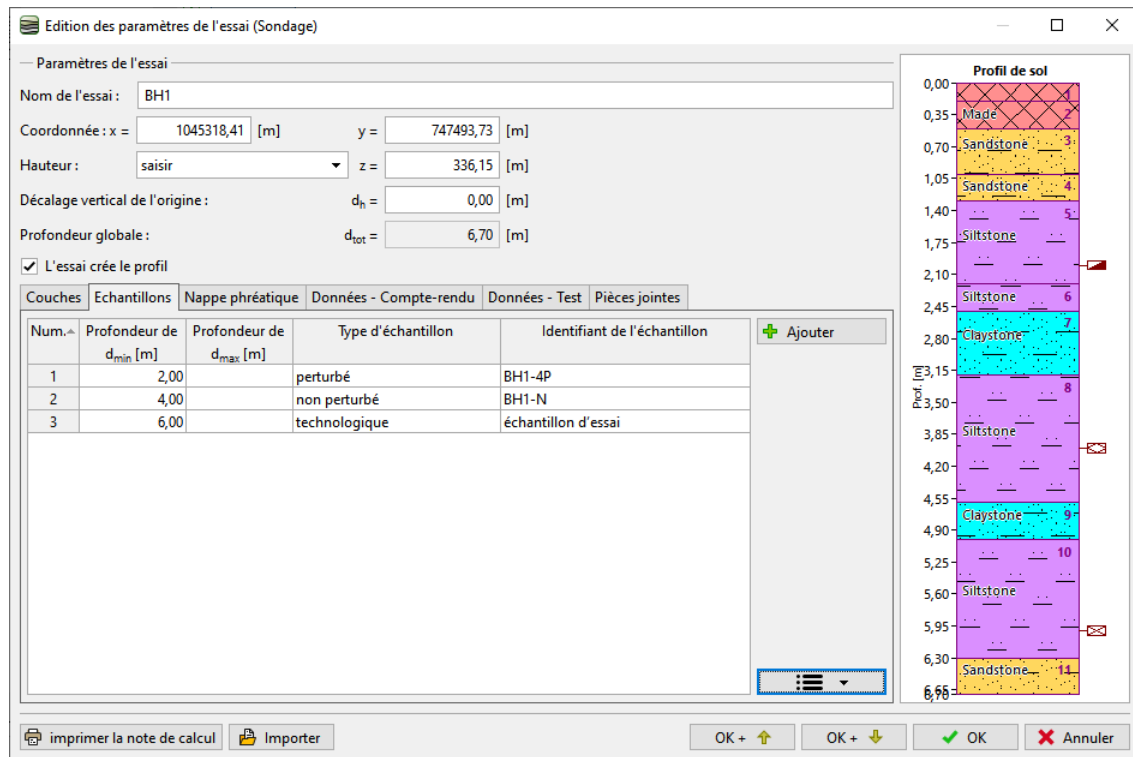 Edition des paramètres de l'essai (Sondage)
Paramètres de l'essai
Nom de l'essai : BH1
Coordonnée : x = 1045318,41 [m] y = 747493,73 [m]
Hauteur : saisir z = 336,15 [m]
Décalage vertical de l'origine : dh = 0,00 [m]
Profondeur globale : dtot = 6,70 [m]
L'essai crée le profil
Couches Echantillons Nappe phréatique Données - Compte-rendu Données - Test Pièces jointes
Num. Profondeur de Profondeur de Type d'échantillon Identifiant de l'échantillon
dmin [m] dmax [m]
1 2,00 perturbé BH1-4P
2 4,00 non perturbé BH1-N
3 6,00 technologique échantillon d'essai
Ajouter
Profil de sol
Prof. [m]
0,00
1
0,35 Made 2
0,70 Sandstone 3
1,05
Sandstone 4
1,40 5
Siltstone
1,75
2,10
Siltstone 6
2,45
7
2,80 Claystone
3,15
8
3,50
Siltstone
3,85
4,20
4,55
Claystone 9
4,90
10
5,25
5,60 Siltstone
5,95
6,30
Sandstone 11
6,65
6,70
imprimer la note de calcul Importer OK + OK + OK Annuler